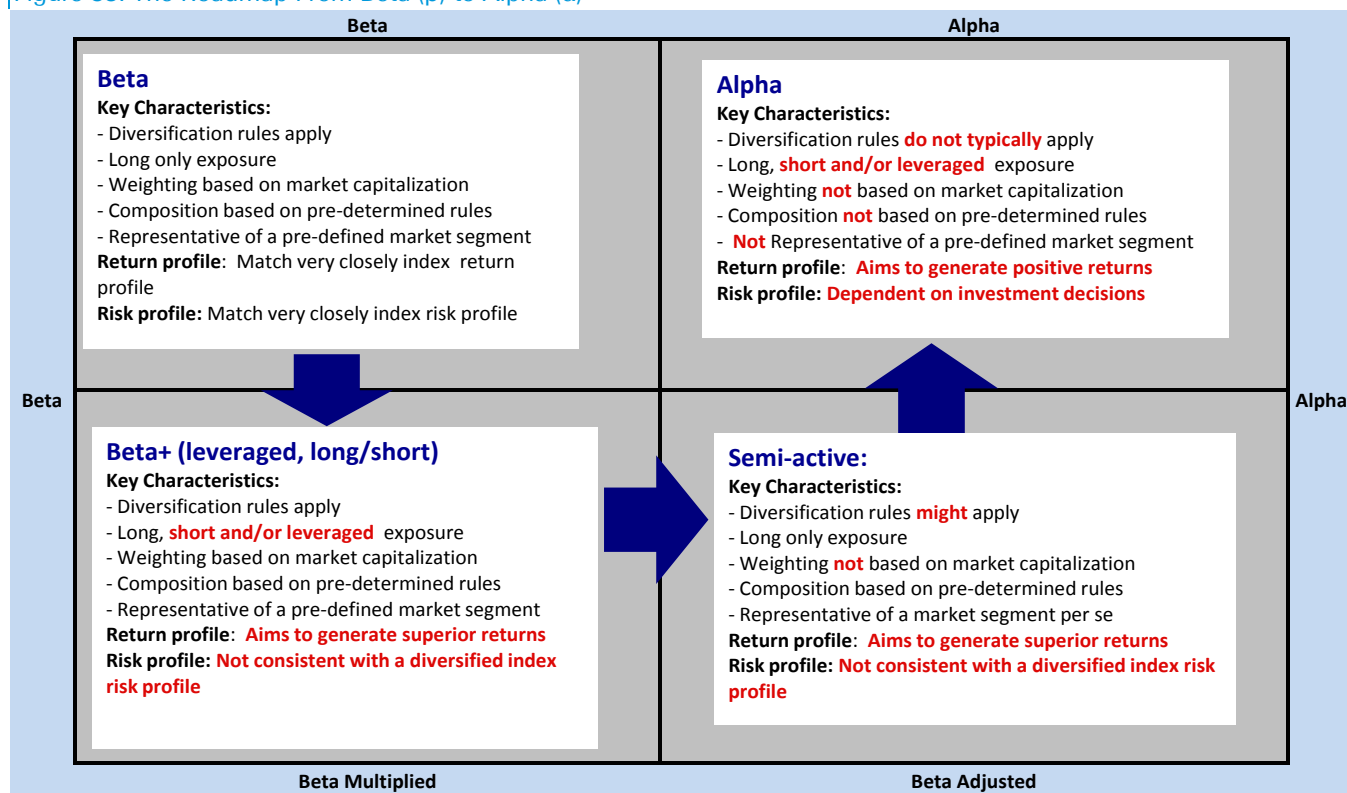 Figure 38: The Roadmap From Beta (β) to Alpha (α)
Beta
Alpha
Beta
Key Characteristics:
- Diversification rules apply
- Long only exposure
- Weighting based on market capitalization
- Composition based on pre-determined rules
- Representative of a pre-defined market segment
Return profile: Match very closely index return
profile
Risk profile: Match very closely index risk profile
Alpha
Key Characteristics:
- Diversification rules do not typically apply
- Long, short and/or leveraged exposure
- Weighting not based on market capitalization
- Composition not based on pre-determined rules
- Not Representative of a pre-defined market segment
Return profile: Aims to generate positive returns
Risk profile: Dependent on investment decisions
Beta
Alpha
Beta+ (leveraged, long/short)
Key Characteristics:
- Diversification rules apply
- Long, short and/or leveraged exposure
- Weighting based on market capitalization
- Composition based on pre-determined rules
- Representative of a pre-defined market segment
Return profile: Aims to generate superior returns
Risk profile: Not consistent with a diversified index
risk profile
Semi-active:
Key Characteristics:
- Diversification rules might apply
- Long only exposure
- Weighting not based on market capitalization
- Composition based on pre-determined rules
- Representative of a market segment per se
Return profile: Aims to generate superior returns
Risk profile: Not consistent with a diversified index risk
profile
Beta Multiplied
Beta Adjusted